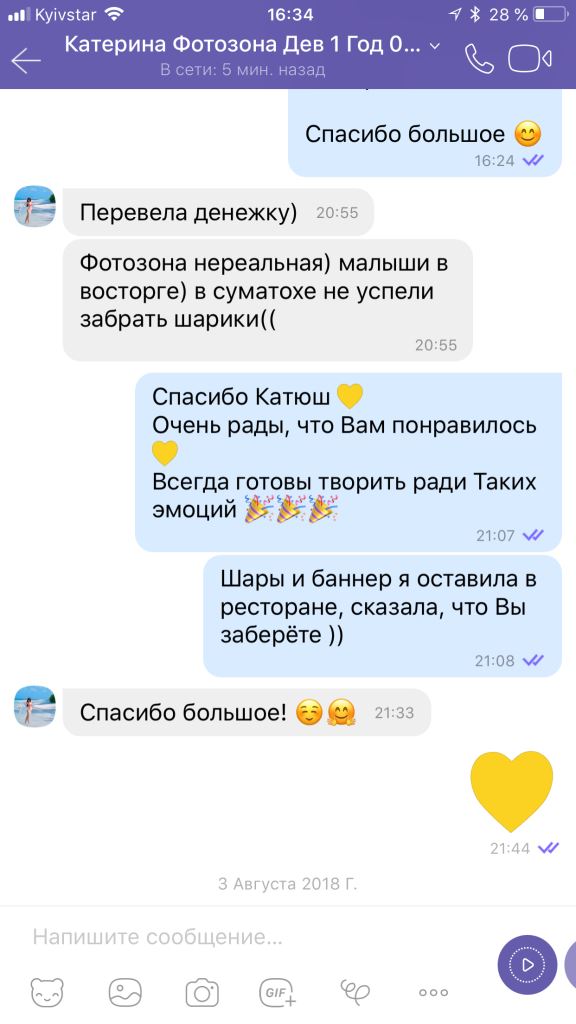 Kyivstar 16:34 28 %
Катерина Фотозона Дев 1 Год 0...
В сети: 5 мин. назад
Спасибо большое 😊
16:24
Перевела денежку) 20:55
Фотозона нереальная) малыши в
восторге) в суматохе не успели
забрать шарики((
20:55
Спасибо Катюш 💛
Очень рады, что Вам понравилось
💛
Всегда готовы творить ради Таких
эмоций 🎉🎉🎉
21:07
Шары и баннер я оставила в
ресторане, сказала, что Вы
заберёте ))
21:08
Спасибо большое! ☺️🤗 21:33
21:44
3 Августа 2018 Г.
Напишите сообщение...
GIF